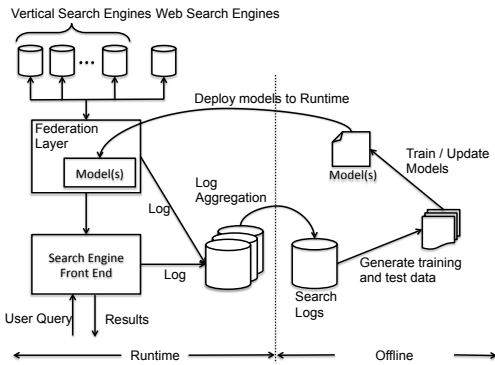 Vertical Search Engines Web Search Engines
...
Deploy models to Runtime
Federation
Layer
Model(s)
Model(s)
Train / Update
Models
Log
Log
Aggregation
Search Engine
Front End
Log
Generate training
and test data
Search
Logs
User Query
Results
Runtime
Offline